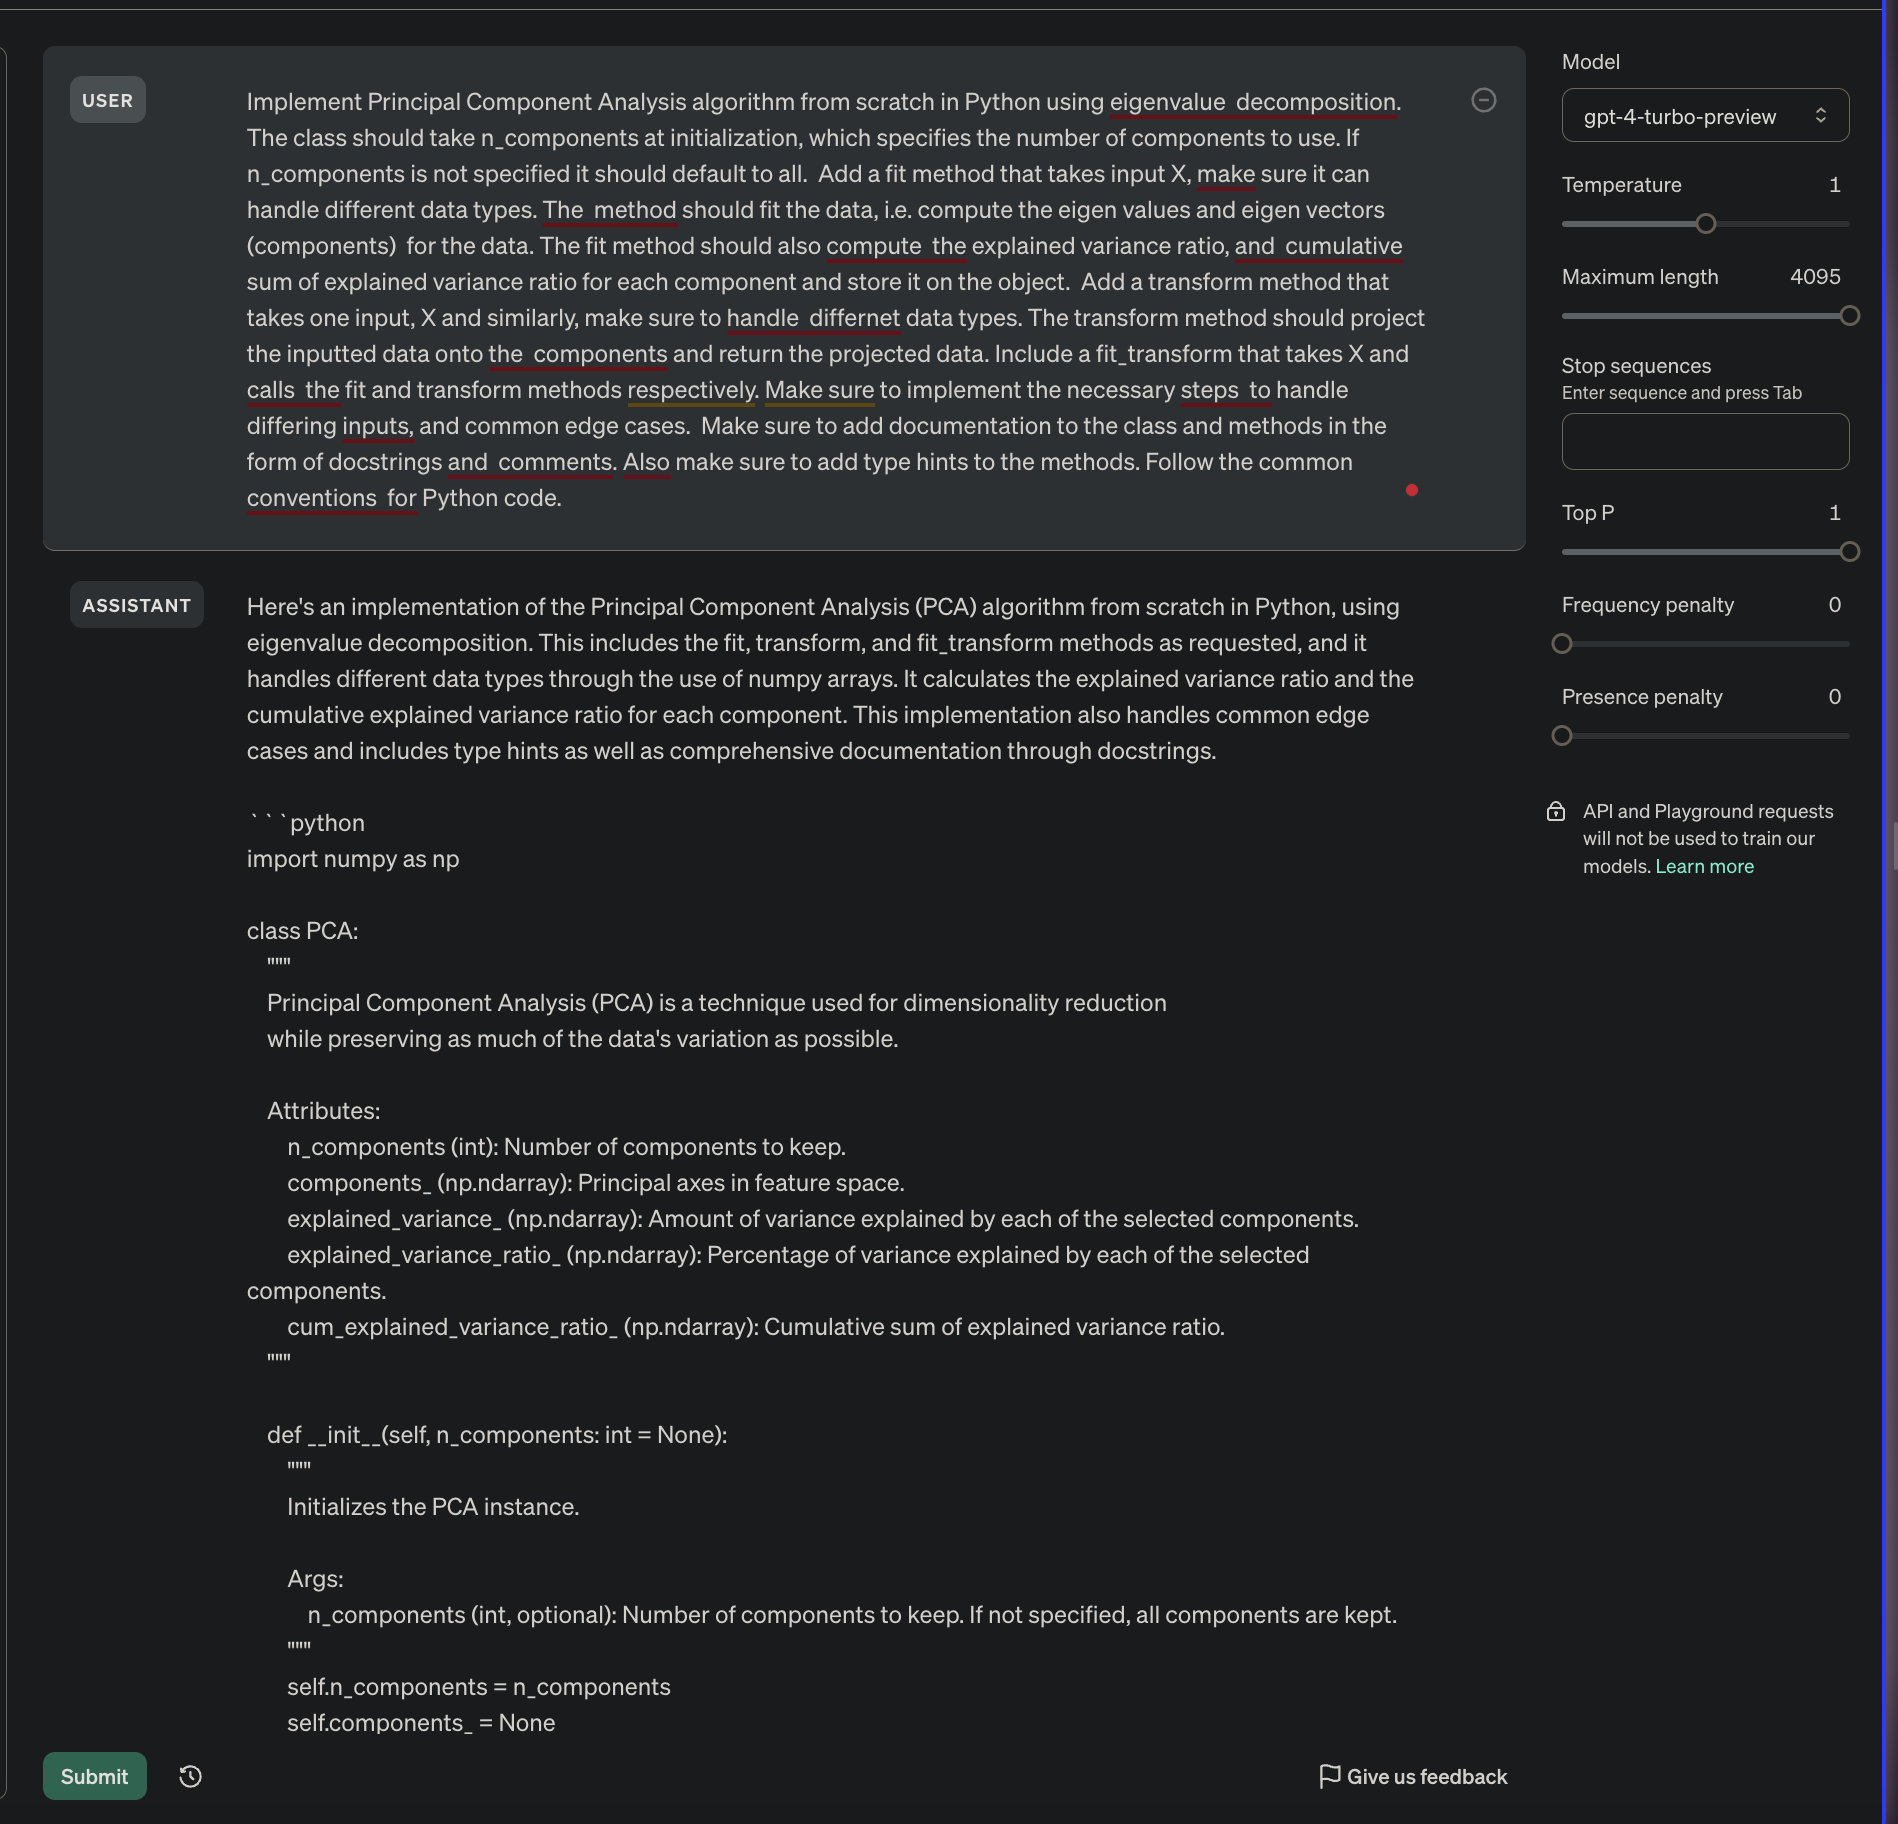 USER
Implement Principal Component Analysis algorithm from scratch in Python using eigenvalue  decomposition.
The class should take n_components at initialization, which specifies the number of components to use. If
n_components is not specified it should default to all.  Add a fit method that takes input X, make sure it can
handle different data types. The  method should fit the data, i.e. compute the eigen values and eigen vectors
(components)  for the data. The fit method should also compute  the explained variance ratio, and  cumulative
sum of explained variance ratio for each component and store it on the object.  Add a transform method that
takes one input, X and similarly, make sure to handle  differnet data types. The transform method should project
the inputted data onto the  components and return the projected data. Include a fit_transform that takes X and
calls  the fit and transform methods respectively. Make sure to implement the necessary steps  to handle
differing inputs, and common edge cases.  Make sure to add documentation to the class and methods in the
form of docstrings and  comments. Also make sure to add type hints to the methods. Follow the common
conventions  for Python code.
ASSISTANT
Here's an implementation of the Principal Component Analysis (PCA) algorithm from scratch in Python, using
eigenvalue decomposition. This includes the fit, transform, and fit_transform methods as requested, and it
handles different data types through the use of numpy arrays. It calculates the explained variance ratio and the
cumulative explained variance ratio for each component. This implementation also handles common edge
cases and includes type hints as well as comprehensive documentation through docstrings.
```python
import numpy as np
class PCA:
"""
Principal Component Analysis (PCA) is a technique used for dimensionality reduction
while preserving as much of the data's variation as possible.
Attributes:
n_components (int): Number of components to keep.
components_ (np.ndarray): Principal axes in feature space.
explained_variance_ (np.ndarray): Amount of variance explained by each of the selected components.
explained_variance_ratio_ (np.ndarray): Percentage of variance explained by each of the selected
components.
cum_explained_variance_ratio_ (np.ndarray): Cumulative sum of explained variance ratio.
"""
def __init__(self, n_components: int = None):
"""
Initializes the PCA instance.
Args:
n_components (int, optional): Number of components to keep. If not specified, all components are kept.
"""
self.n_components = n_components
self.components_ = None
Submit
Give us feedback
Model
gpt-4-turbo-preview
Temperature 1
Maximum length 4095
Stop sequences
Enter sequence and press Tab
Top P 1
Frequency penalty 0
Presence penalty 0
API and Playground requests
will not be used to train our
models. Learn more